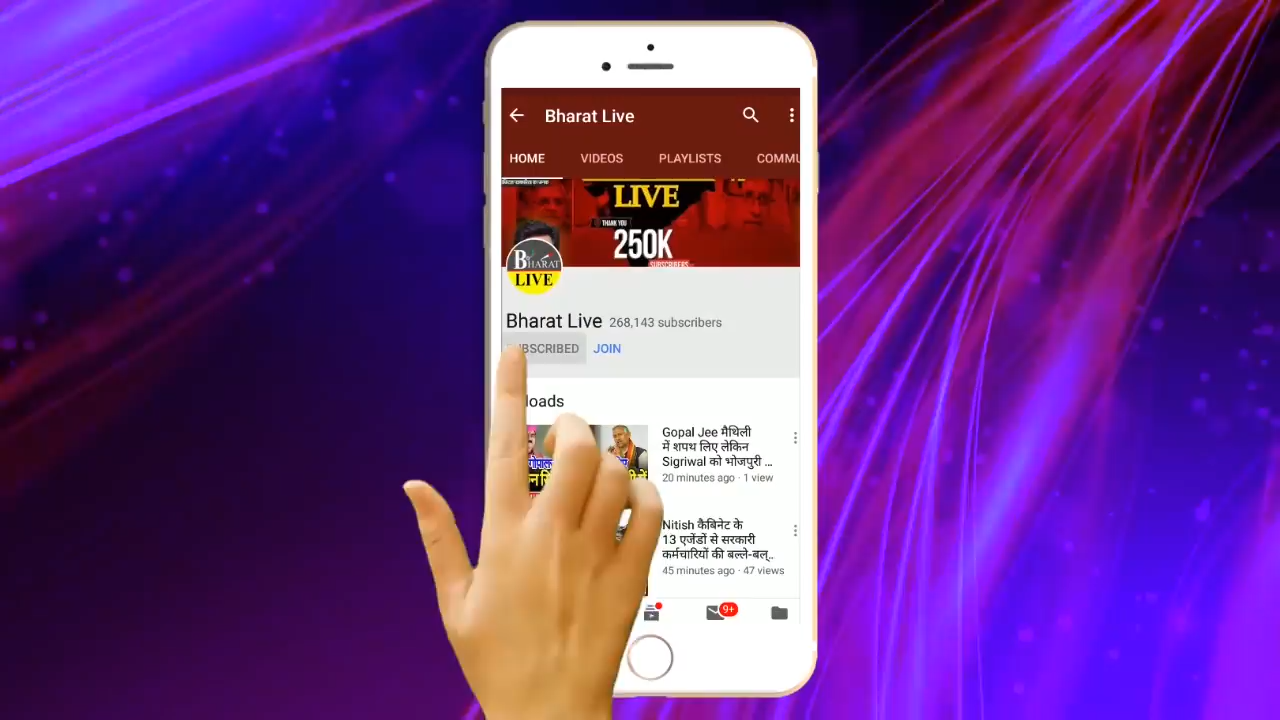 Bharat Live
HOME VIDEOS PLAYLISTS COMMU
LIVE
THANK YOU
250K
SUBSCRIBERS
BHARAT
LIVE
Bharat Live 268,143 subscribers
UBSCRIBED JOIN
loads
Gopal Jee मैथिली
में शपथ लिए लेकिन
Sigriwal को भोजपुरी ...
20 minutes ago · 1 view
Nitish कैबिनेट के
13 एजेंडों से सरकारी
कर्मचारियों की बल्ले-बल्..
45 minutes ago · 47 views
9+